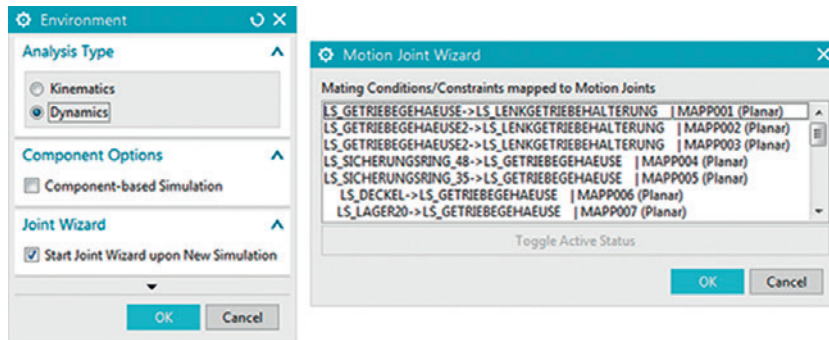 Environment
Analysis Type
Kinematics
Dynamics
Component Options
Component-based Simulation
Joint Wizard
Start Joint Wizard upon New Simulation
OK Cancel
Motion Joint Wizard
Mating Conditions/Constraints mapped to Motion Joints
LS_GETRIEBEGEHAEUSE->LS_LENKGETRIEBEHALTERUNG | MAPP001 (Planar)
LS_GETRIEBEGEHAEUSE2->LS_LENKGETRIEBEHALTERUNG | MAPP002 (Planar)
LS_GETRIEBEGEHAEUSE2->LS_LENKGETRIEBEHALTERUNG | MAPP003 (Planar)
LS_SICHERUNGSRING_48->LS_GETRIEBEGEHAEUSE | MAPP004 (Planar)
LS_SICHERUNGSRING_35->LS_GETRIEBEGEHAEUSE | MAPP005 (Planar)
LS_DECKEL->LS_GETRIEBEGEHAEUSE | MAPP006 (Planar)
LS_LAGER20->LS_GETRIEBEGEHAEUSE | MAPP007 (Planar)
Toggle Active Status
OK Cancel